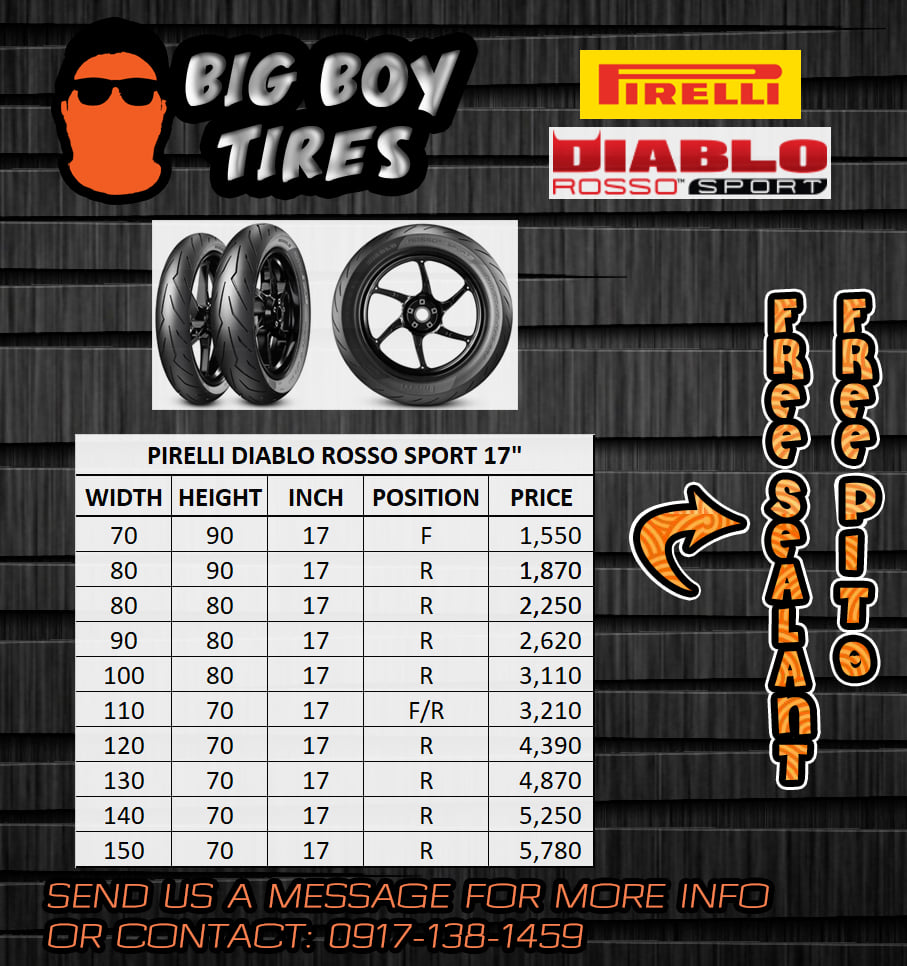 BIG BOY
TIRES
PIRELLI
DIABLO
ROSSO™ SPORT
PIRELLI DIABLO ROSSO SPORT 17"
WIDTH HEIGHT INCH POSITION PRICE
70 90 17 F 1,550
80 90 17 R 1,870
80 80 17 R 2,250
90 80 17 R 2,620
100 80 17 R 3,110
110 70 17 F/R 3,210
120 70 17 R 4,390
130 70 17 R 4,870
140 70 17 R 5,250
150 70 17 R 5,780
FRee SeALANT
FRee PITO
SEND US A MESSAGE FOR MORE INFO
OR CONTACT: 0917-138-1459